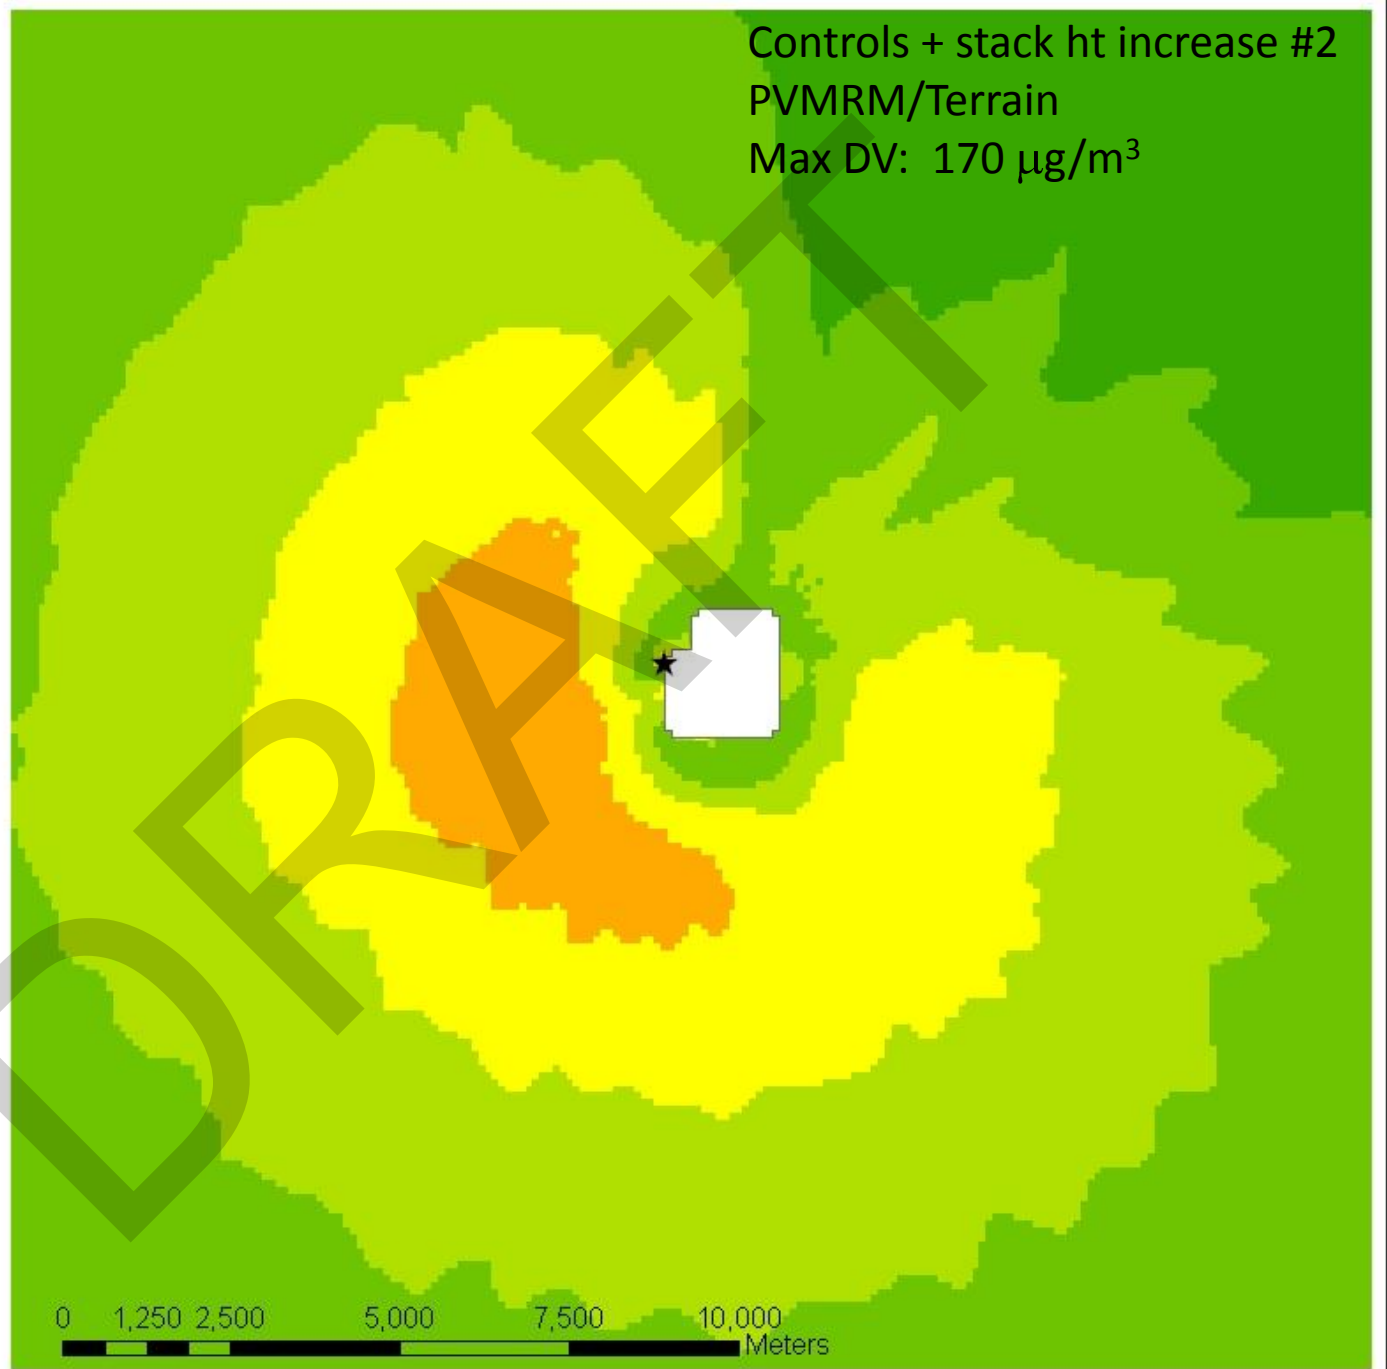 Controls + stack ht increase #2
PVMRM/Terrain
Max DV: 170 μg/m³
DRAFT
0 1,250 2,500 5,000 7,500 10,000
Meters